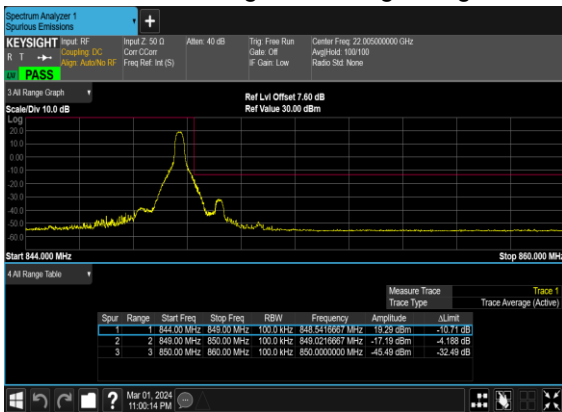 Spectrum Analyzer 1
Spurious Emissions
KEYSIGHT Input: RF Input Z: 50 Ω Atten: 40 dB Trig: Free Run Center Freq: 22.005000000 GHz
R T Coupling: DC Corr CCorr Gate: Off Avg|Hold: 100/100
Align: Auto/No RF Freq Ref: Int (S) IF Gain: Low Radio Std: None
LV PASS
3 All Range Graph
Ref Lvl Offset 7.60 dB
Scale/Div 10.0 dB Ref Value 30.00 dBm
Log
20.0
10.0
0.00
-10.0
-20.0
-30.0
-40.0
-50.0
-60.0
Start 844.000 MHz Stop 860.000 MHz
4 All Range Table
Measure Trace Trace 1
Trace Type Trace Average (Active)
Spur Range Start Freq Stop Freq RBW Frequency Amplitude ΔLimit
1 1 844.00 MHz 849.00 MHz 100.0 kHz 848.5416667 MHz 19.29 dBm -10.71 dB
2 2 849.00 MHz 850.00 MHz 100.0 kHz 849.0216667 MHz -17.19 dBm -4.188 dB
3 3 850.00 MHz 860.00 MHz 100.0 kHz 850.0000000 MHz -45.49 dBm -32.49 dB
Mar 01, 2024
11:00:14 PM